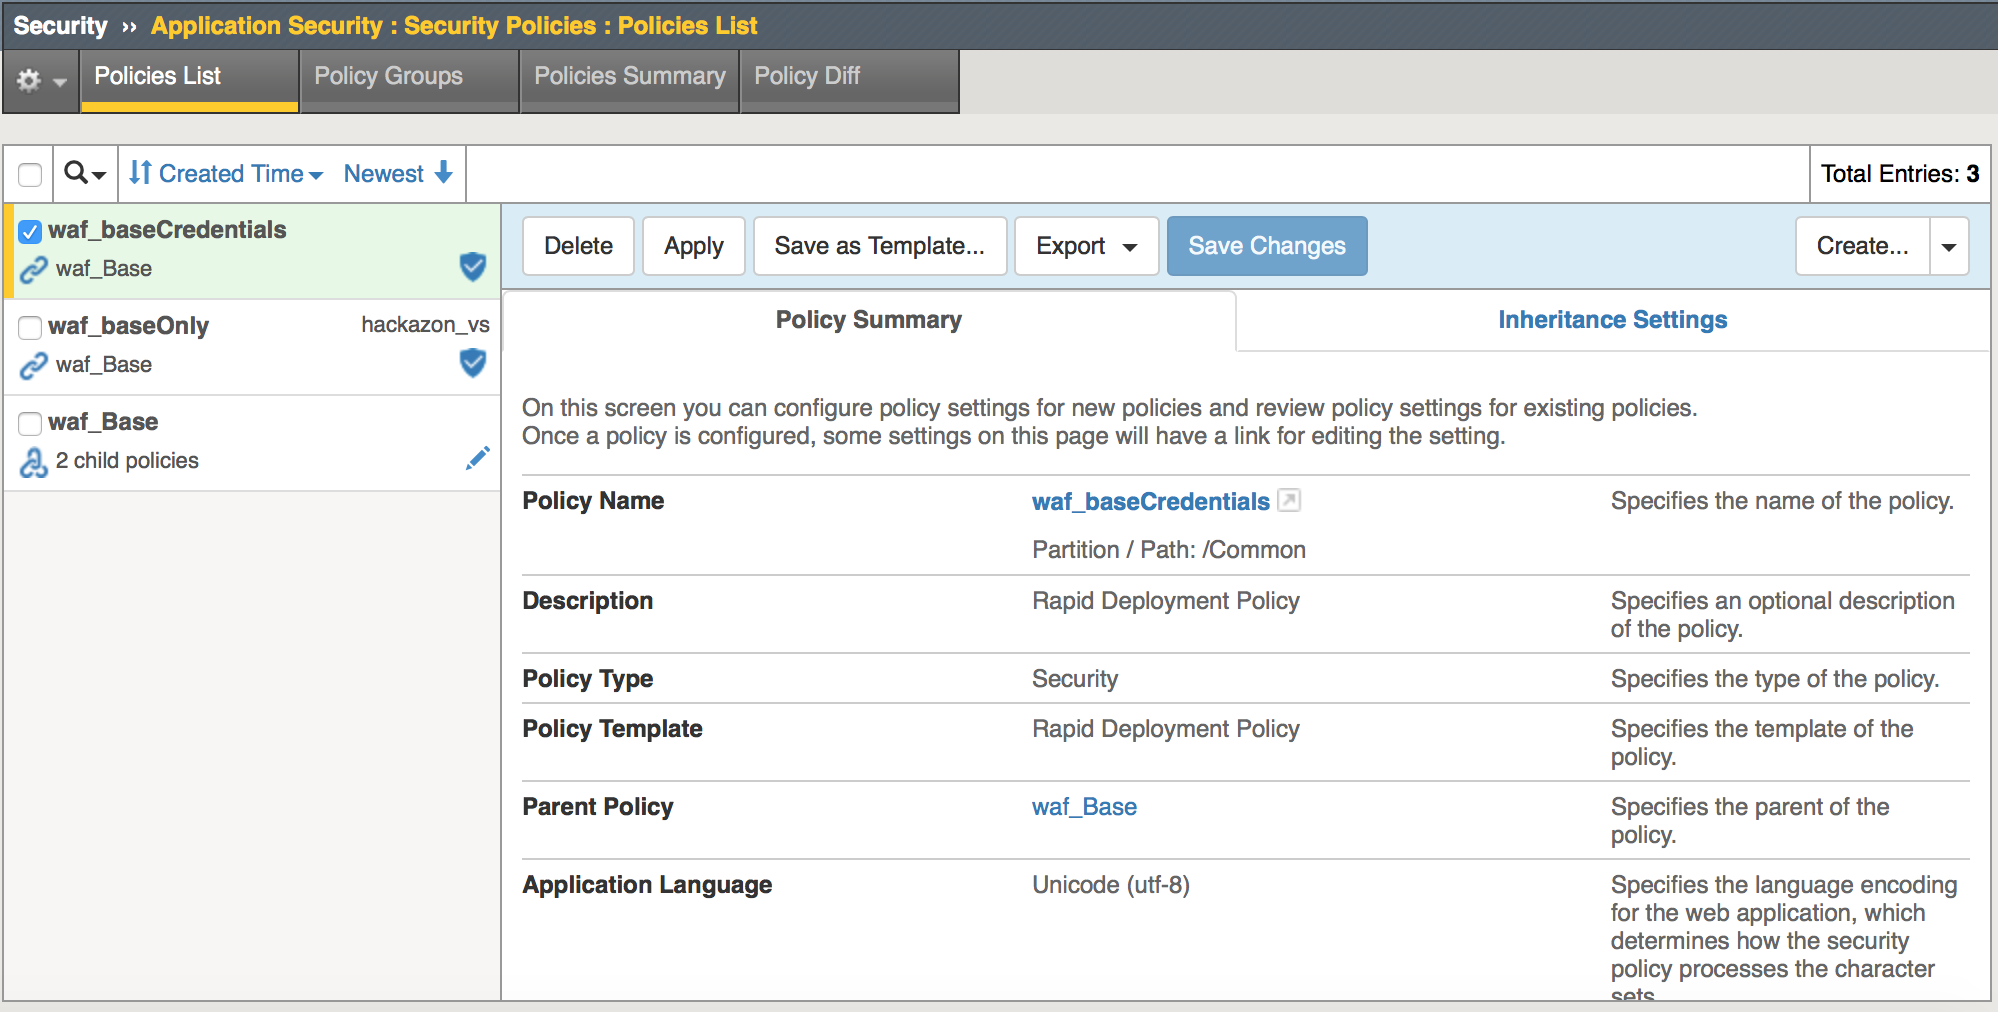 Security ›› Application Security : Security Policies : Policies List
Policies List Policy Groups Policies Summary Policy Diff
Created Time Newest Total Entries: 3
waf_baseCredentials
waf_Base
waf_baseOnly hackazon_vs
waf_Base
waf_Base
2 child policies
Delete Apply Save as Template... Export Save Changes Create...
Policy Summary Inheritance Settings
On this screen you can configure policy settings for new policies and review policy settings for existing policies.
Once a policy is configured, some settings on this page will have a link for editing the setting.
Policy Name waf_baseCredentials Specifies the name of the policy.
Partition / Path: /Common
Description Rapid Deployment Policy Specifies an optional description
of the policy.
Policy Type Security Specifies the type of the policy.
Policy Template Rapid Deployment Policy Specifies the template of the
policy.
Parent Policy waf_Base Specifies the parent of the
policy.
Application Language Unicode (utf-8) Specifies the language encoding
for the web application, which
determines how the security
policy processes the character
sets.